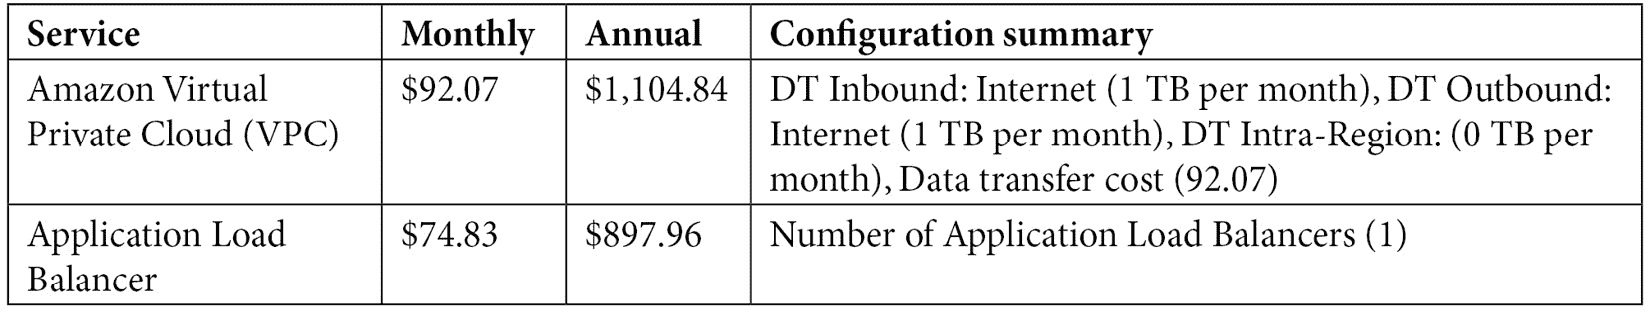 Service Monthly Annual Configuration summary
Amazon Virtual $92.07 $1,104.84 DT Inbound: Internet (1 TB per month), DT Outbound:
Private Cloud (VPC) Internet (1 TB per month), DT Intra-Region: (0 TB per
month), Data transfer cost (92.07)
Application Load $74.83 $897.96 Number of Application Load Balancers (1)
Balancer